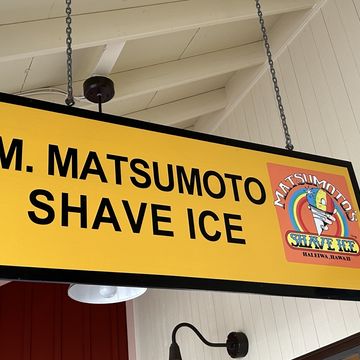 M. MATSUMOTO
SHAVE ICE
MATSUMOTO'S
SHAVE ICE
HALEIWA, HAWAII